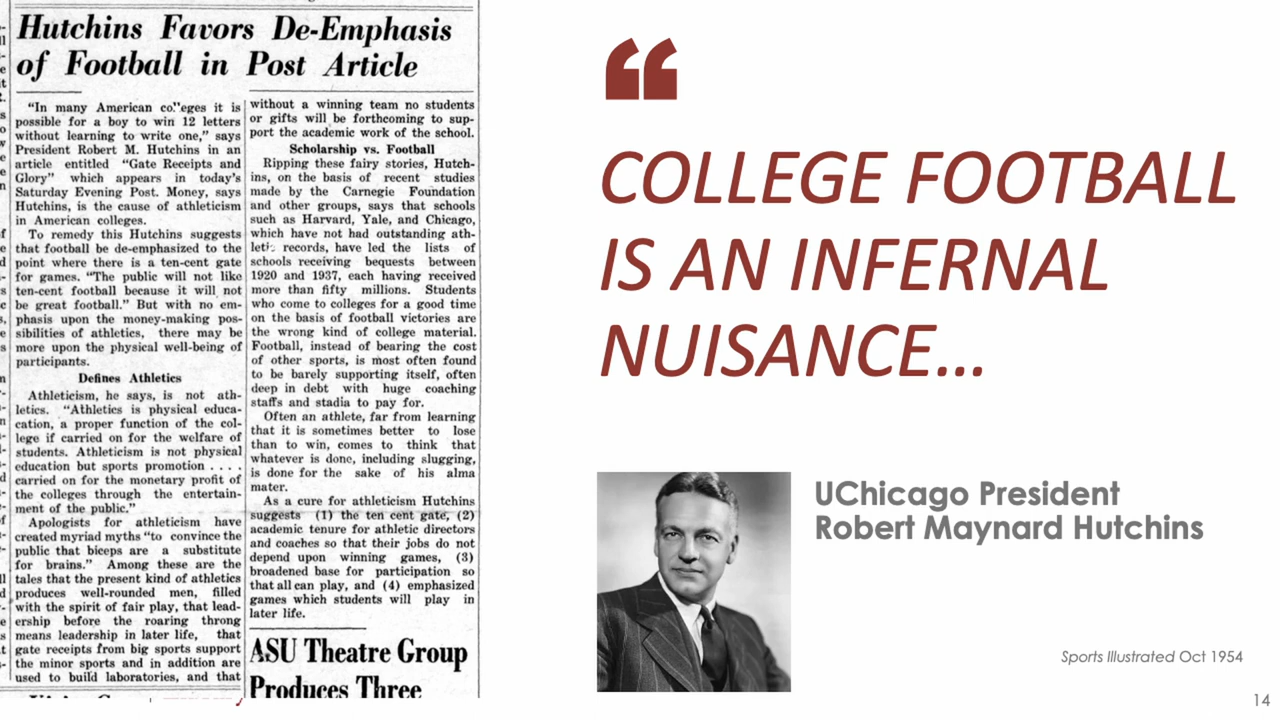 Hutchins Favors De-Emphasis
of Football in Post Article
"In many American co."eges it is
possible for a boy to win 12 letters
without learning to write one," says
President Robert M. Hutchins in an
article entitled "Gate Receipts and
Glory" which appears in today's
Saturday Evening Post. Money, says
Hutchins, is the cause of athleticism
in American colleges.
To remedy this Hutchins suggests
that football be de-emphasized to the
point where there is a ten-cent gate
for games. "The public will not like
ten-cent football because it will not
be great football." But with no em-
phasis upon the money-making pos-
sibilities of athletics, there may be
more upon the physical well-being of
participants.
Defines Athletics
Athleticism, he says, is not ath-
letics. "Athletics is physical educa-
cation, a proper function of the col-
lege if carried on for the welfare of
students. Athleticism is not physical
education but sports promotion . . . .
carried on for the monetary profit of
the colleges through the entertain-
ment of the public."
Apologists for athleticism have
created myriad myths "to convince the
public that biceps are a substitute
for brains." Among these are the
tales that the present kind of athletics
produces well-rounded men, filled
with the spirit of fair play, that lead-
ership before the roaring throng
means leadership in later life, that
gate receipts from big sports support
the minor sports and in addition are
used to build laboratories, and that
without a winning team no students
or gifts will be forthcoming to sup-
port the academic work of the school.
Scholarship vs. Football
Ripping these fairy stories, Hutch-
ins, on the basis of recent studies
made by the Carnegie Foundation
and other groups, says that schools
such as Harvard, Yale, and Chicago,
which have not had outstanding ath-
letic records, have led the lists of
schools receiving bequests between
1920 and 1937, each having received
more than fifty millions. Students
who come to colleges for a good time
on the basis of football victories are
the wrong kind of college material.
Football, instead of bearing the cost
of other sports, is most often found
to be barely supporting itself, often
deep in debt with huge coaching
staffs and stadia to pay for.
Often an athlete, far from learning
that it is sometimes better to lose
than to win, comes to think that
whatever is done, including slugging,
is done for the sake of his alma
mater.
As a cure for athleticism Hutchins
suggests (1) the ten cent gate, (2)
academic tenure for athletic directors
and coaches so that their jobs do not
depend upon winning games, (3)
broadened base for participation so
that all can play, and (4) emphasized
games which students will play in
later life.
ASU Theatre Group
Produces Three
“
COLLEGE FOOTBALL
IS AN INFERNAL
NUISANCE...
UChicago President
Robert Maynard Hutchins
Sports Illustrated Oct 1954
14